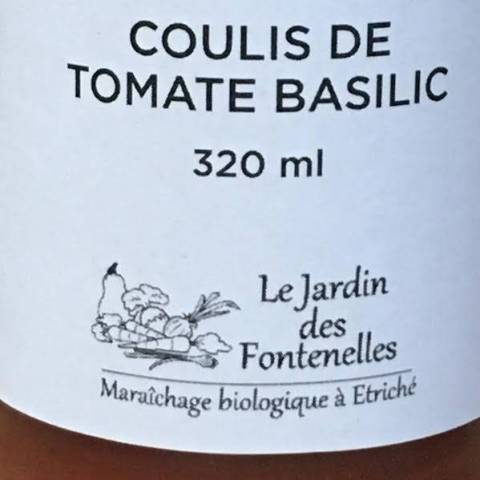 COULIS DE
TOMATE BASILIC
320 ml
Le Jardin
des
Fontenelles
Maraîchage biologique à Etriché